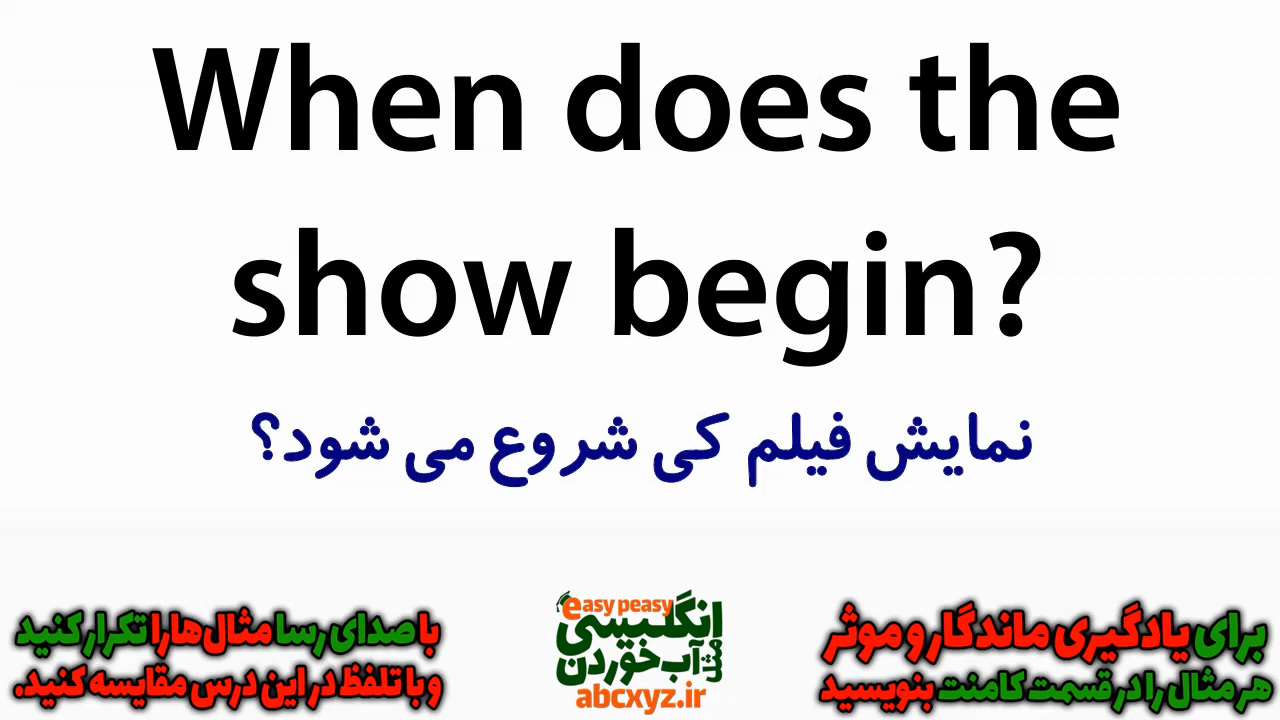 When does the
show begin?
نمایش فیلم کی شروع می شود؟
برای یادگیری ماندگار و موثر
هر مثال را در قسمت کامنت بنویسید
easy peasy
انگلیسی
مثل آب خوردن
abcxyz.ir
با صدای رسا مثال‌ها را تکرار کنید
و با تلفظ در این درس مقایسه کنید.